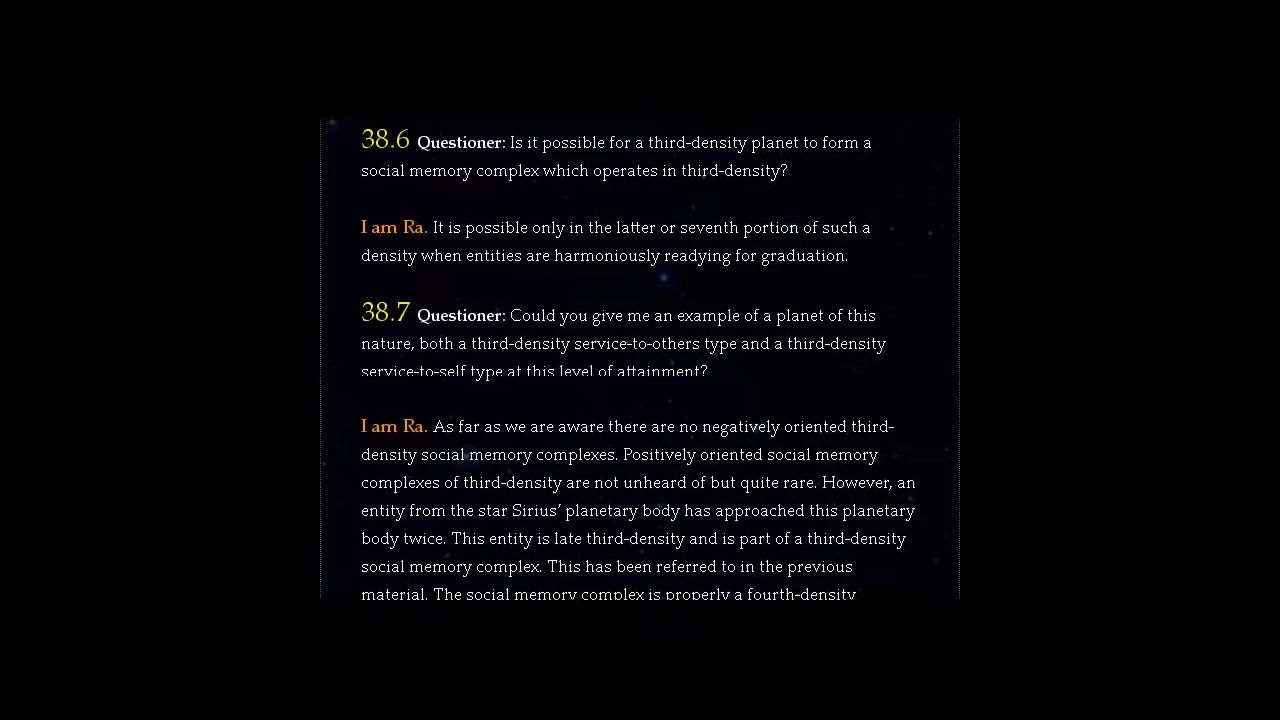 38.6 Questioner: Is it possible for a third-density planet to form a
social memory complex which operates in third-density?
I am Ra. It is possible only in the latter or seventh portion of such a
density when entities are harmoniously readying for graduation.
38.7 Questioner: Could you give me an example of a planet of this
nature, both a third-density service-to-others type and a third-density
service-to-self type at this level of attainment?
I am Ra. As far as we are aware there are no negatively oriented third-
density social memory complexes. Positively oriented social memory
complexes of third-density are not unheard of but quite rare. However, an
entity from the star Sirius’ planetary body has approached this planetary
body twice. This entity is late third-density and is part of a third-density
social memory complex. This has been referred to in the previous
material. The social memory complex is properly a fourth-density